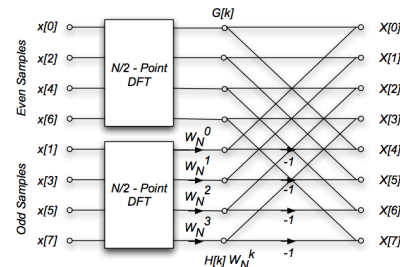 G[k]
x[0]
X[0]
x[2]
X[1]
N/2 - Point
DFT
x[4]
X[2]
x[6]
X[3]
Even Samples
W_N^0
x[1]
-1
X[4]
W_N^1
x[3]
-1
X[5]
N/2 - Point
DFT
W_N^2
x[5]
-1
X[6]
W_N^3
x[7]
-1
X[7]
Odd Samples
H[k] W_N^k